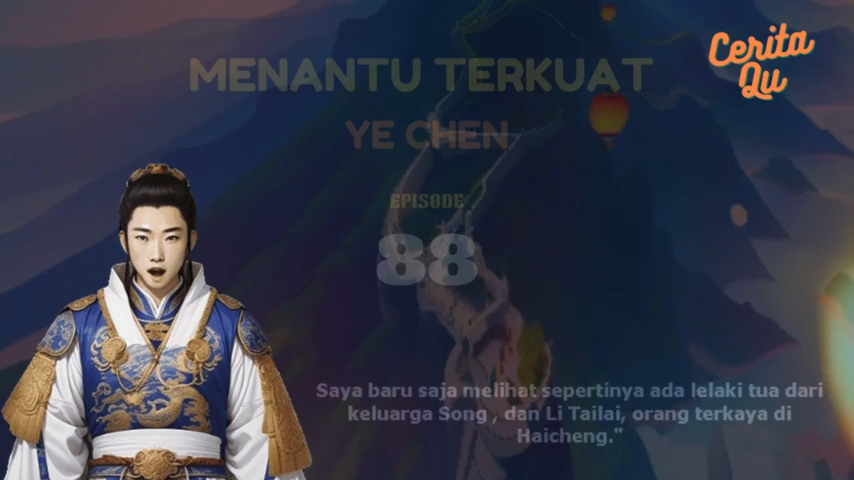 Cerita
Qu
MENANTU TERKUAT
YE CHEN
EPISODE
88
Saya baru saja melihat sepertinya ada lelaki tua dari
keluarga Song , dan Li Tailai, orang terkaya di
Haicheng."